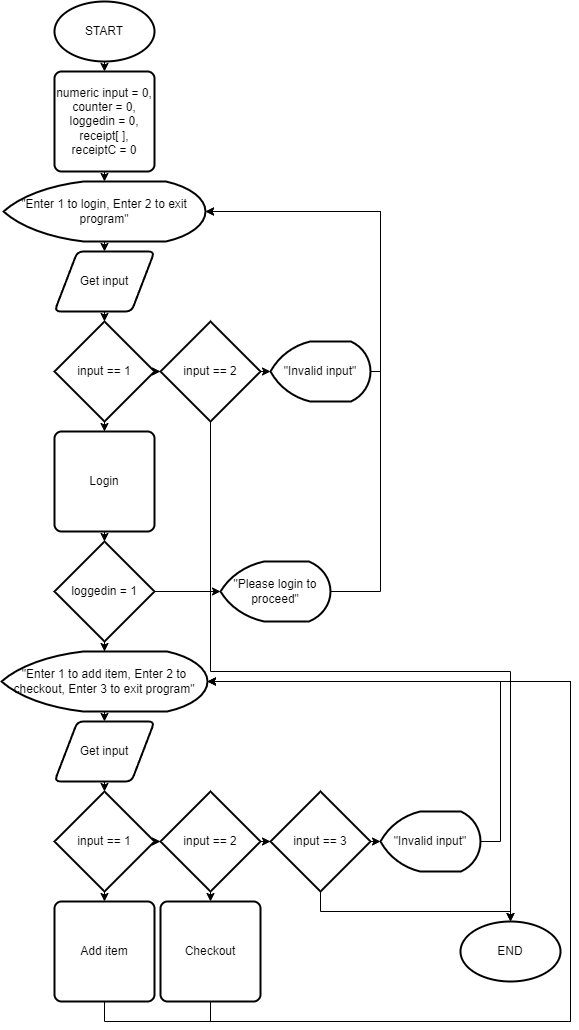 START
numeric input = 0,
counter = 0,
loggedin = 0,
receipt[ ],
receiptC = 0
"Enter 1 to login, Enter 2 to exit
program"
Get input
input == 1
input == 2
"Invalid input"
Login
loggedin = 1
"Please login to
proceed"
"Enter 1 to add item, Enter 2 to
checkout, Enter 3 to exit program"
Get input
input == 1
input == 2
input == 3
"Invalid input"
Add item
Checkout
END